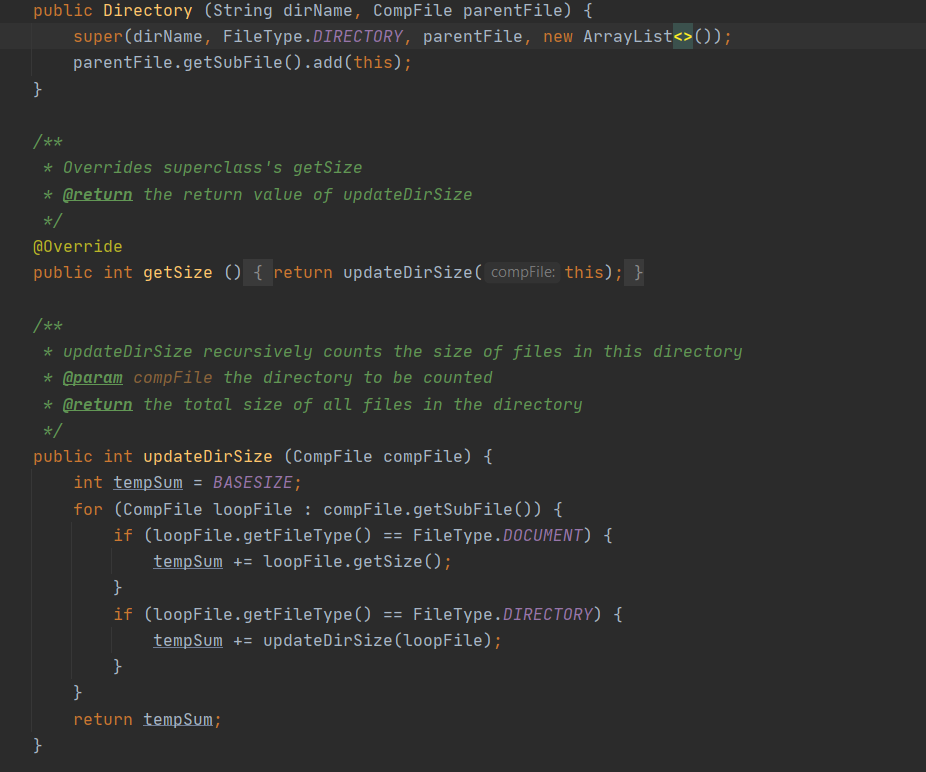 public Directory (String dirName, CompFile parentFile) {
    super(dirName, FileType.DIRECTORY, parentFile, new ArrayList<>());
    parentFile.getSubFile().add(this);
}

/**
 * Overrides superclass's getSize
 * @return the return value of updateDirSize
 */
@Override
public int getSize () { return updateDirSize( compFile: this); }

/**
 * updateDirSize recursively counts the size of files in this directory
 * @param compFile the directory to be counted
 * @return the total size of all files in the directory
 */
public int updateDirSize (CompFile compFile) {
    int tempSum = BASESIZE;
    for (CompFile loopFile : compFile.getSubFile()) {
        if (loopFile.getFileType() == FileType.DOCUMENT) {
            tempSum += loopFile.getSize();
        }
        if (loopFile.getFileType() == FileType.DIRECTORY) {
            tempSum += updateDirSize(loopFile);
        }
    }
    return tempSum;
}